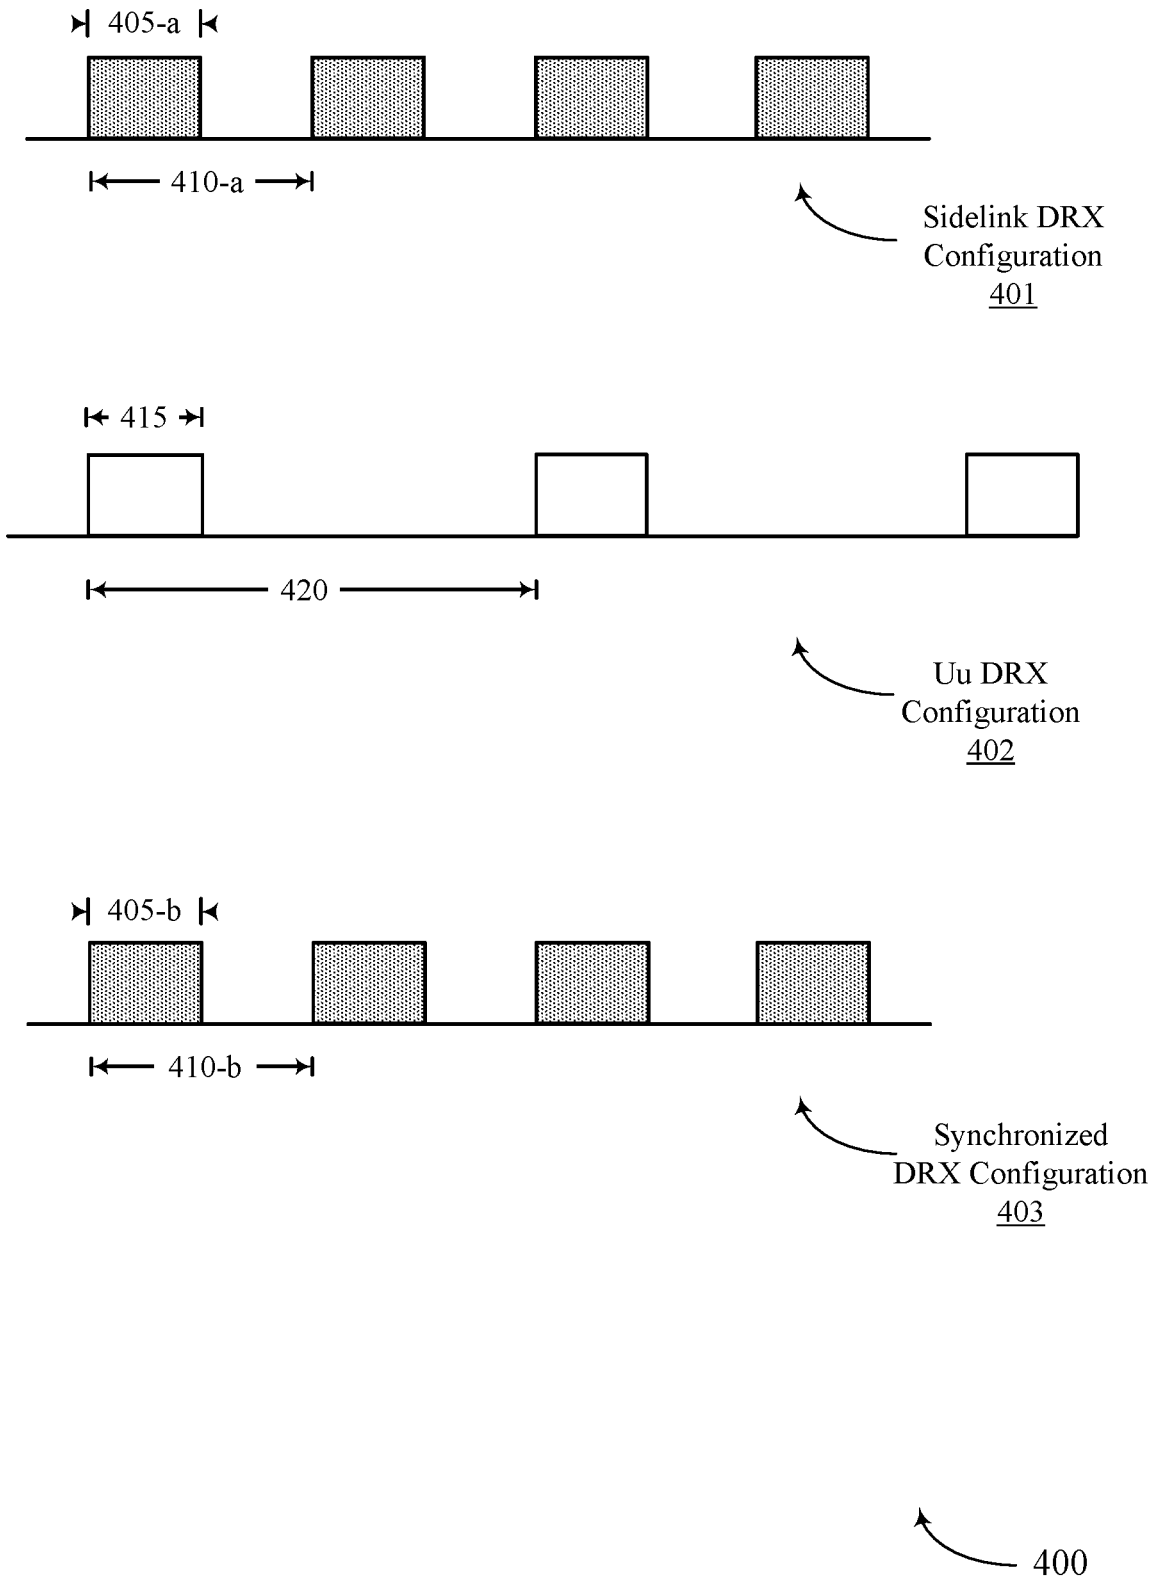 405-a
410-a
Sidelink DRX
Configuration
401
415
420
Uu DRX
Configuration
402
405-b
410-b
Synchronized
DRX Configuration
403
400